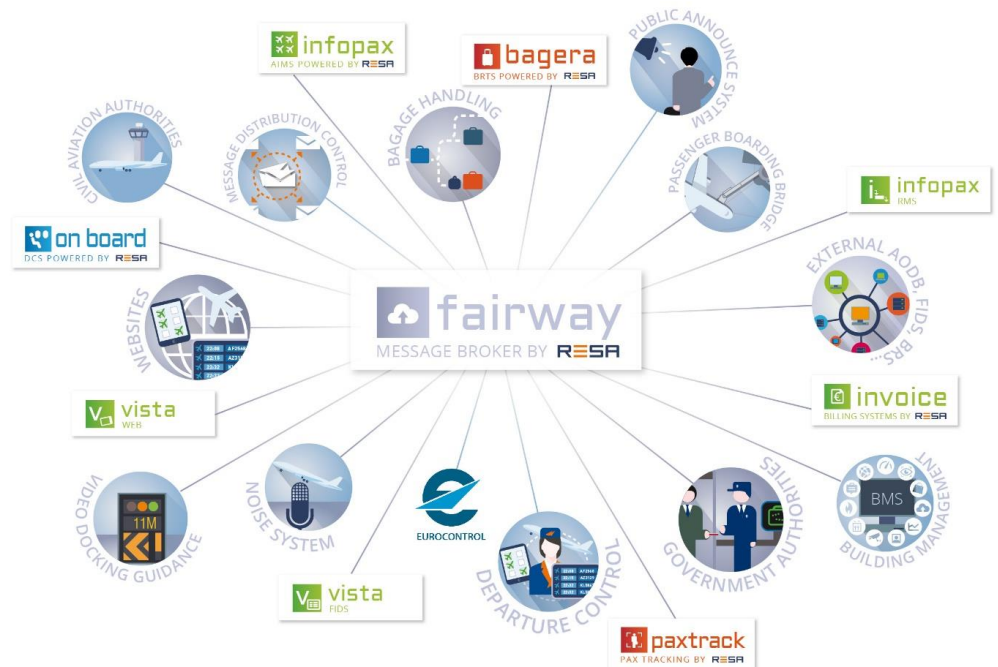 infopax
AIMS POWERED BY RESA
bagera
BRTS POWERED BY RESA
PUBLIC ANNOUNCE SYSTEM
CIVIL AVIATION AUTHORITIES
MESSAGE DISTRIBUTION CONTROL
BAGAGE HANDLING
PASSENGER BOARDING BRIDGE
infopax
RMS
on board
DCS POWERED BY RESA
WEBSITES
EXTERNAL AODB, FIDS, BRS...
fairway
MESSAGE BROKER BY RESA
vista
WEB
invoice
BILLING SYSTEMS BY RESA
VIDEO DOCKING GUIDANCE
11M
NOISE SYSTEM
EUROCONTROL
DEPARTURE CONTROL
GOVERNMENT AUTHORITIES
BMS
BUILDING MANAGEMENT
vista
FIDS
paxtrack
PAX TRACKING BY RESA